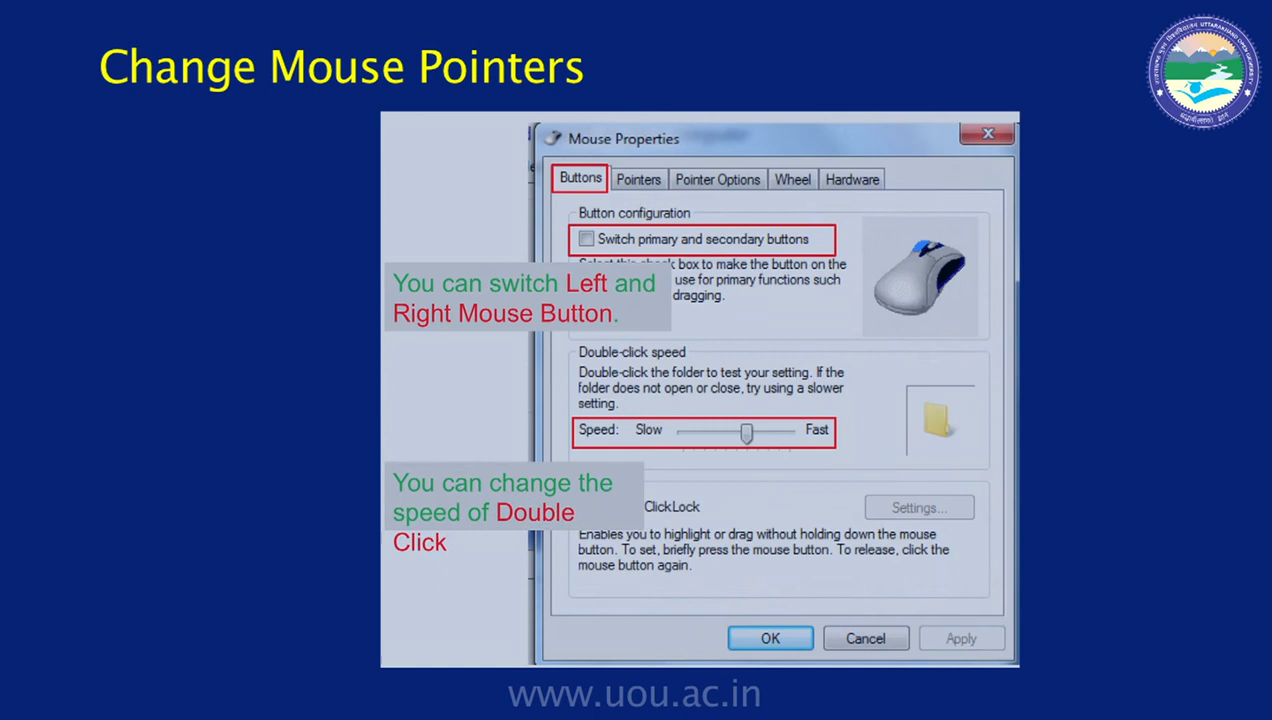 Change Mouse Pointers
UTTARAKHAND OPEN UNIVERSITY
Mouse Properties
Buttons
Pointers
Pointer Options
Wheel
Hardware
Button configuration
Switch primary and secondary buttons
box to make the button on the
use for primary functions such
dragging.
You can switch Left and
Right Mouse Button.
Double-click speed
Double-click the folder to test your setting. If the
folder does not open or close, try using a slower
setting.
Speed: Slow Fast
You can change the
speed of Double
Click
ClickLock
Settings...
Enables you to highlight or drag without holding down the mouse
button. To set, briefly press the mouse button. To release, click the
mouse button again.
OK
Cancel
Apply
www.uou.ac.in